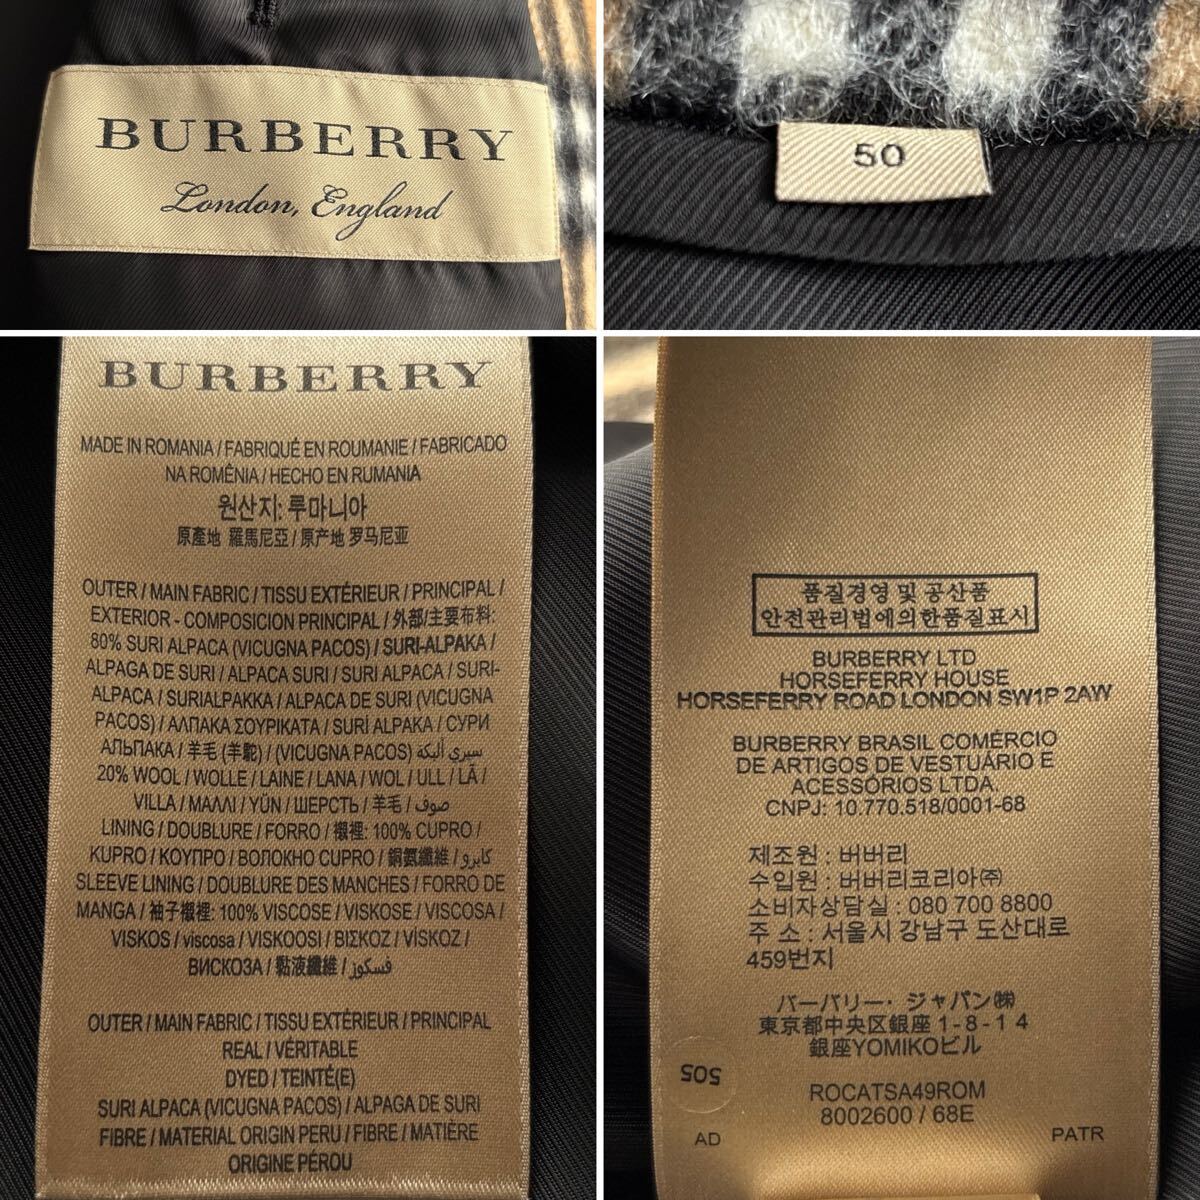 BURBERRY
London, England
50
BURBERRY
MADE IN ROMANIA / FABRIQUÉ EN ROUMANIE / FABRICADO
NA ROMÊNIA / HECHO EN RUMANIA
원산지: 루마니아
原產地 羅馬尼亞 / 原产地 罗马尼亚
OUTER / MAIN FABRIC / TISSU EXTÉRIEUR / PRINCIPAL /
EXTERIOR - COMPOSICION PRINCIPAL / 外部/主要布料:
80% SURI ALPACA (VICUGNA PACOS) / SURI-ALPAKA /
ALPAGA DE SURI / ALPACA SURI / SURI ALPACA / SURI-
ALPACA / SURIALPAKKA / ALPACA DE SURI (VICUGNA
PACOS) / ΑΛΠΑΚΑ ΣΟΥΡΙΚΑΤΑ / SURÍ ALPAKA / СУРИ
АЛЬПАКА / 羊毛 (羊駝) / (VICUGNA PACOS) سيري ألبكة
20% WOOL / WOLLE / LAINE / LANA / WOL / ULL / LÃ /
VILLA / ΜΑΛΛΙ / YÜN / ШЕРСТЬ / 羊毛 / صوف
LINING / DOUBLURE / FORRO / 襯裡: 100% CUPRO /
KUPRO / ΚΟΥΠΡΟ / ВОЛОКНО CUPRO / 銅氨纖維 / كابرو
SLEEVE LINING / DOUBLURE DES MANCHES / FORRO DE
MANGA / 袖子襯裡: 100% VISCOSE / VISKOSE / VISCOSA /
VISKOS / viscosa / VISKOOSI / ΒΙΣΚΟΖ / VİSKOZ /
ВИСКОЗА / 黏液纖維 / فسكوز
OUTER / MAIN FABRIC / TISSU EXTÉRIEUR / PRINCIPAL
REAL / VÉRITABLE
DYED / TEINTÉ(E)
SURI ALPACA (VICUGNA PACOS) / ALPAGA DE SURI
FIBRE / MATERIAL ORIGIN PERU / FIBRE / MATIÈRE
ORIGINE PÉROU
품질경영 및 공산품
안전관리법에의한품질표시
BURBERRY LTD
HORSEFERRY HOUSE
HORSEFERRY ROAD LONDON SW1P 2AW
BURBERRY BRASIL COMÉRCIO
DE ARTIGOS DE VESTUÁRIO E
ACESSÓRIOS LTDA.
CNPJ: 10.770.518/0001-68
제조원 : 버버리
수입원 : 버버리코리아㈜
소비자상담실 : 080 700 8800
주 소 : 서울시 강남구 도산대로
459번지
バーバリー・ジャパン㈱
東京都中央区銀座1-8-14
銀座YOMIKOビル
505
ROCATSA49ROM
8002600 / 68E
AD
PATR